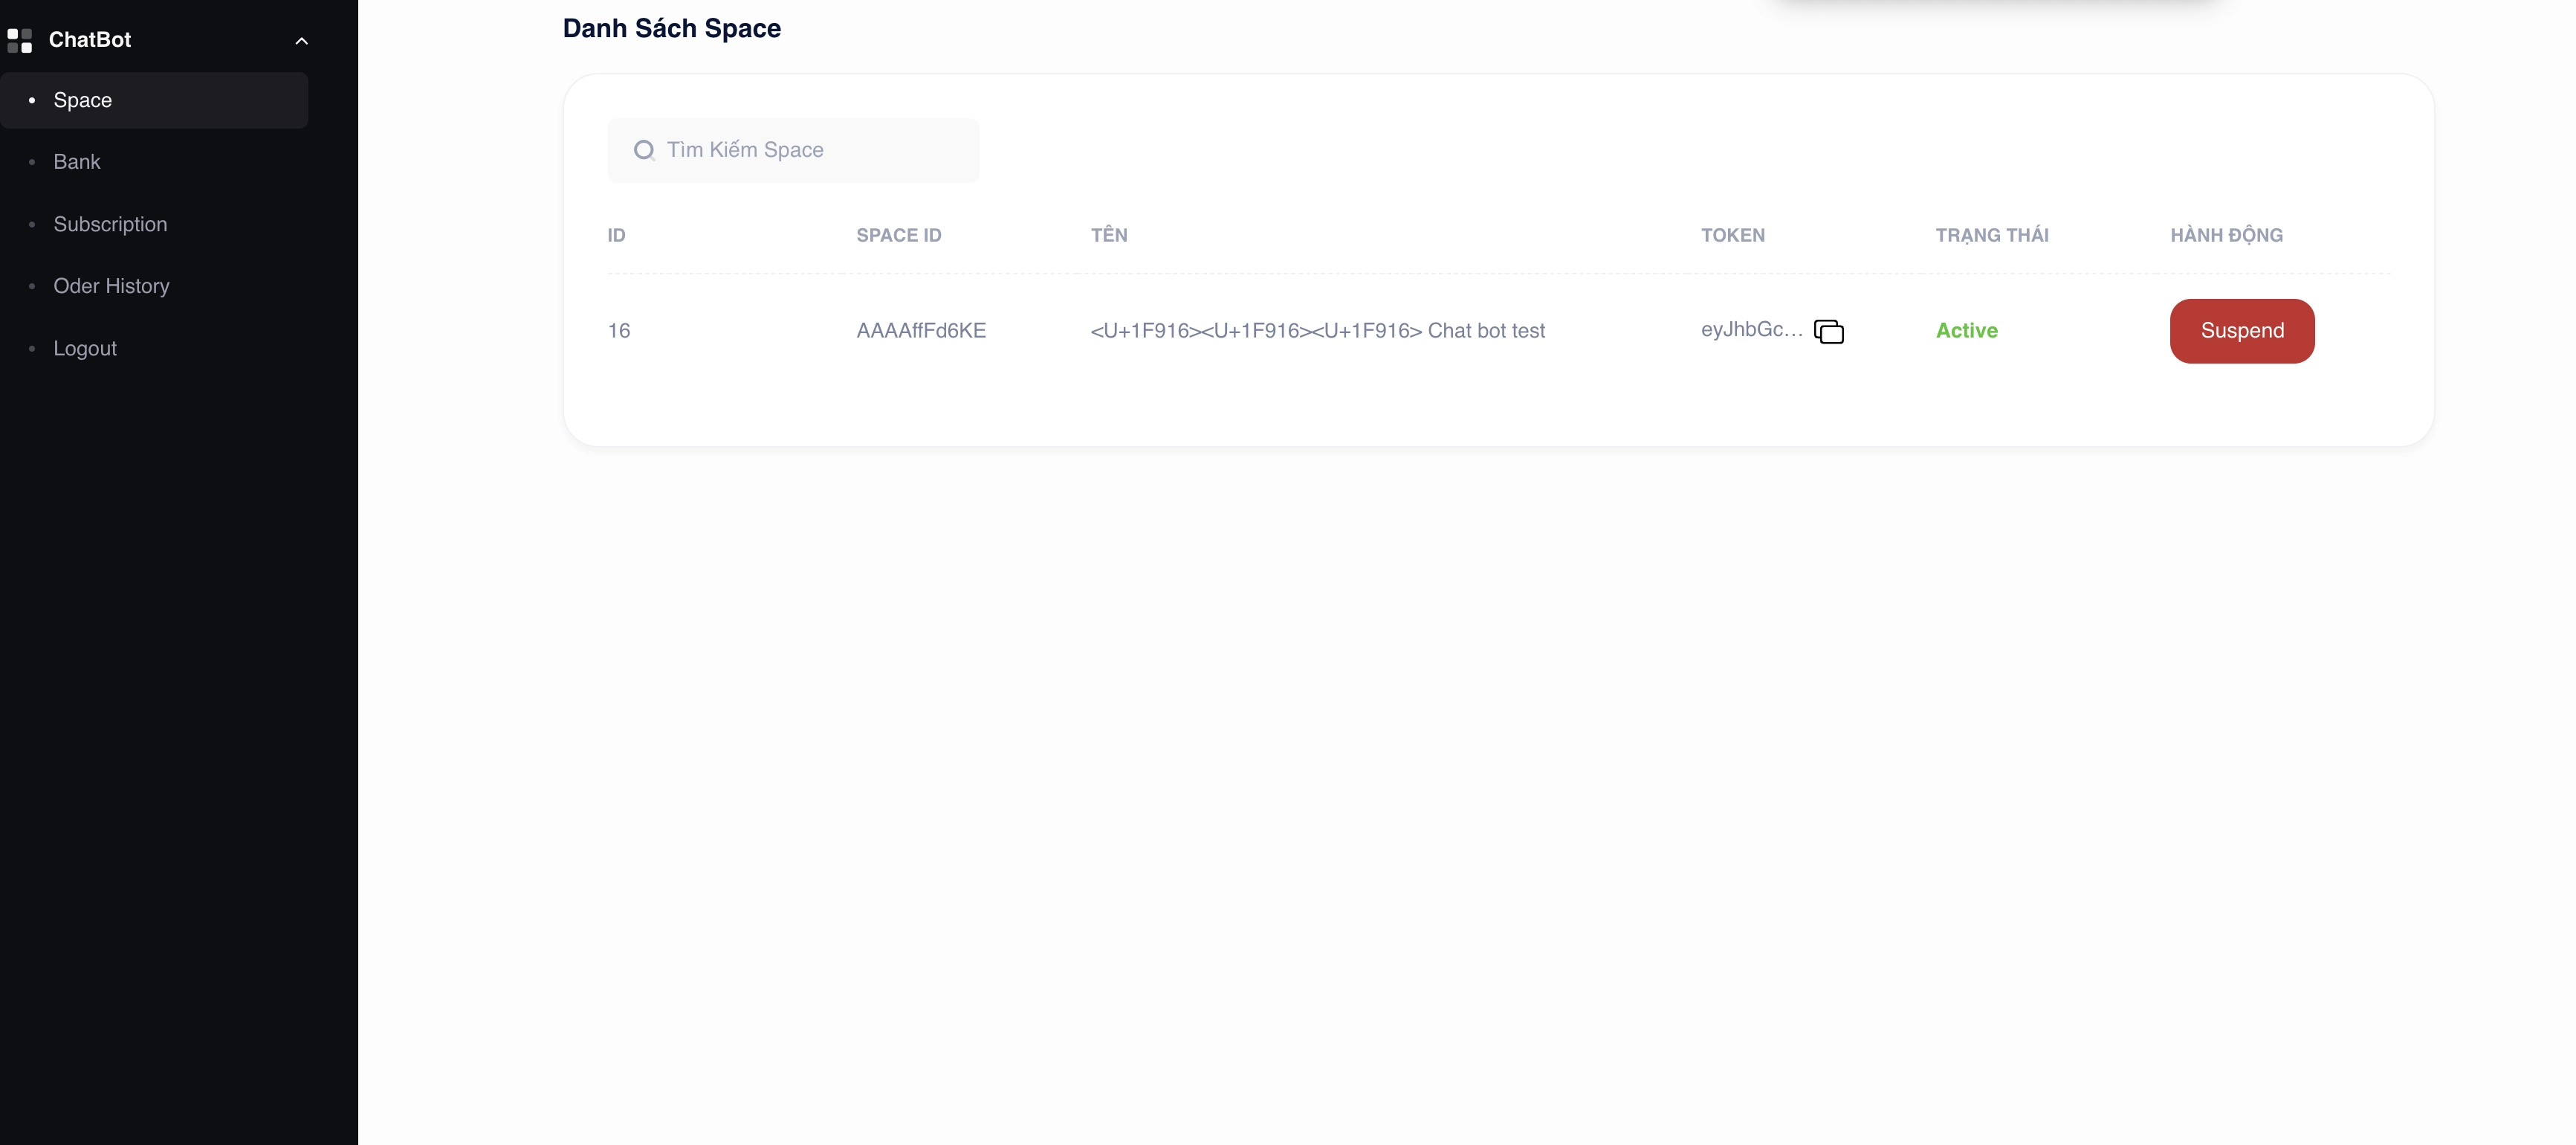 ChatBot
Space
Bank
Subscription
Oder History
Logout
Danh Sách Space
Tìm Kiếm Space
ID SPACE ID TÊN TOKEN TRẠNG THÁI HÀNH ĐỘNG
16 AAAAffFd6KE <U+1F916><U+1F916><U+1F916> Chat bot test eyJhbGc... Active Suspend